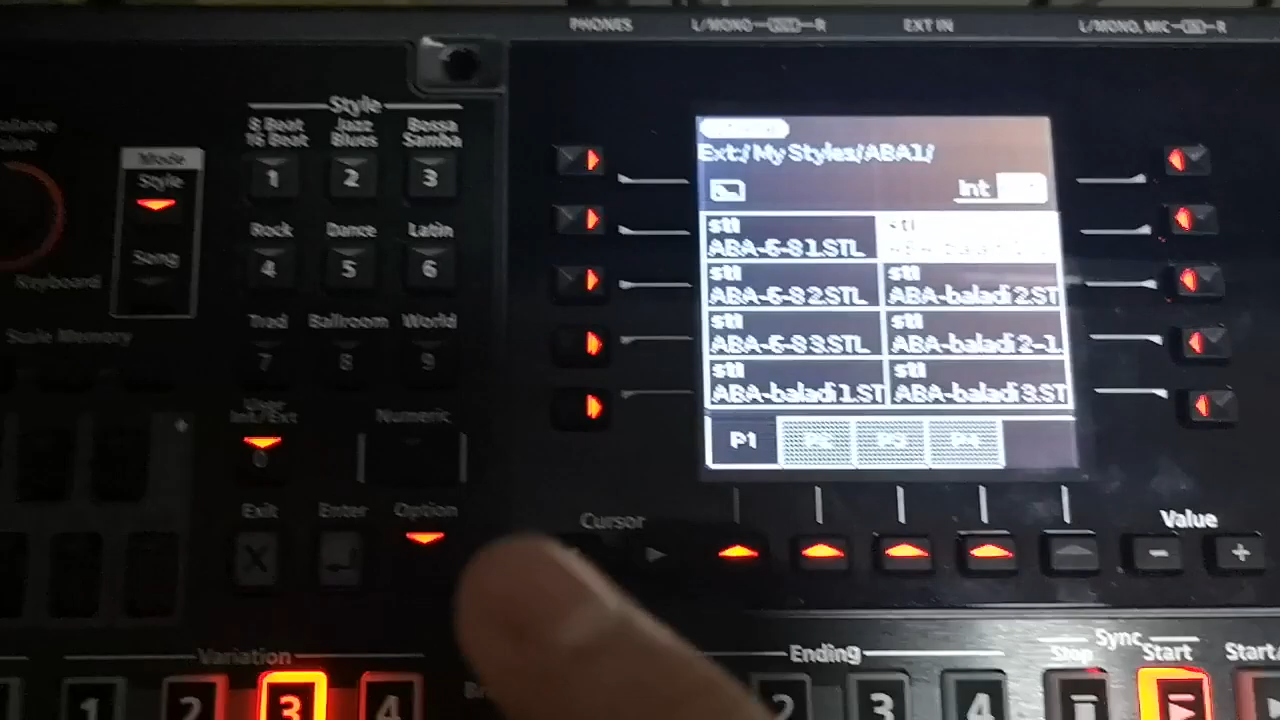 PHONES
L/MONO
R
EXT IN
L/MONO, MIC
R
Style
8 Beat
16 Beat
Jazz
Blues
Bossa
Samba
1
2
3
Rock
Dance
Latin
4
5
6
Trad
Ballroom
World
7
8
9
Mode
Style
Song
Keyboard
Scale Memory
User
Int/Ext
0
Numeric
Exit
Enter
Option
Ext:/My Styles/ABA1/
Int
stl
ABA-6-8 1.STL
stl
ABA-6-8 2.STL
stl
ABA-baladi 2.ST
stl
ABA-6-8 3.STL
stl
ABA-baladi 2-1.
stl
ABA-baladi 1.ST
stl
ABA-baladi 3.ST
P1
Cursor
Value
Variation
1
2
3
4
Ending
2
3
4
Sync
Stop
Start
Start/